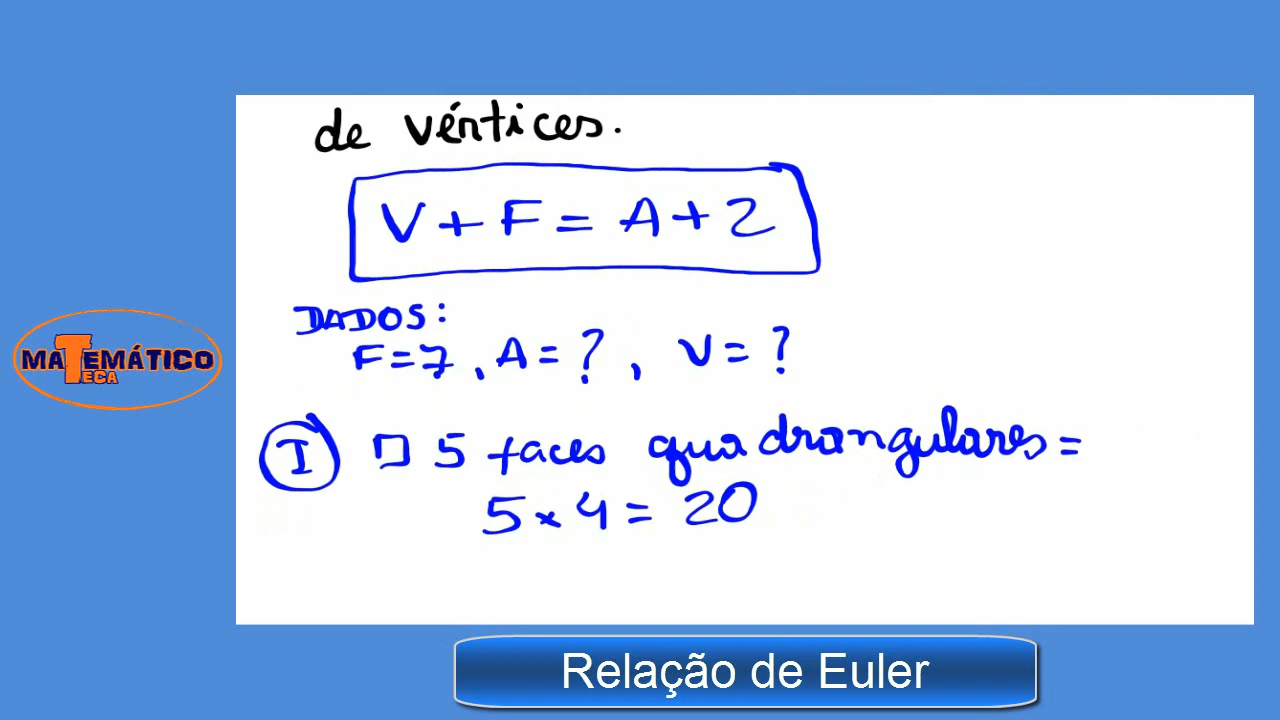 de vértices.
V + F = A + 2
DADOS:
F = 7, A = ?, V = ?
I 5 faces quadrangulares =
5 × 4 = 20
MATEMÁTICO
TECA
Relação de Euler